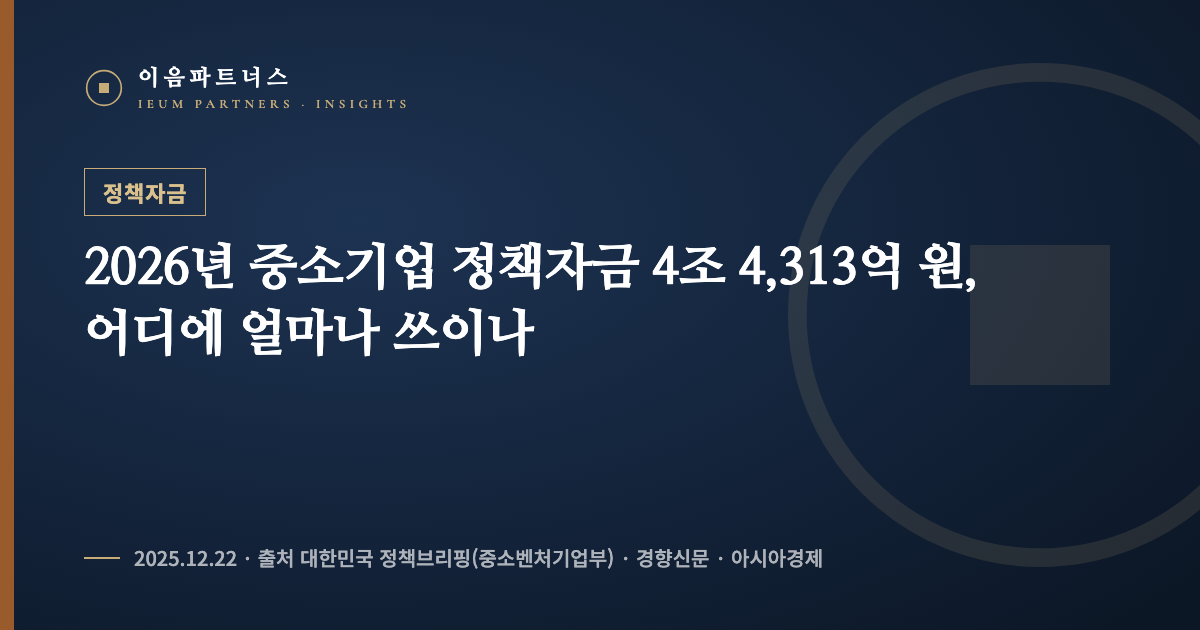 이음파트너스
IEUM PARTNERS · INSIGHTS
정책자금
2026년 중소기업 정책자금 4조 4,313억 원,
어디에 얼마나 쓰이나
2025.12.22 · 출처 대한민국 정책브리핑(중소벤처기업부) · 경향신문 · 아시아경제